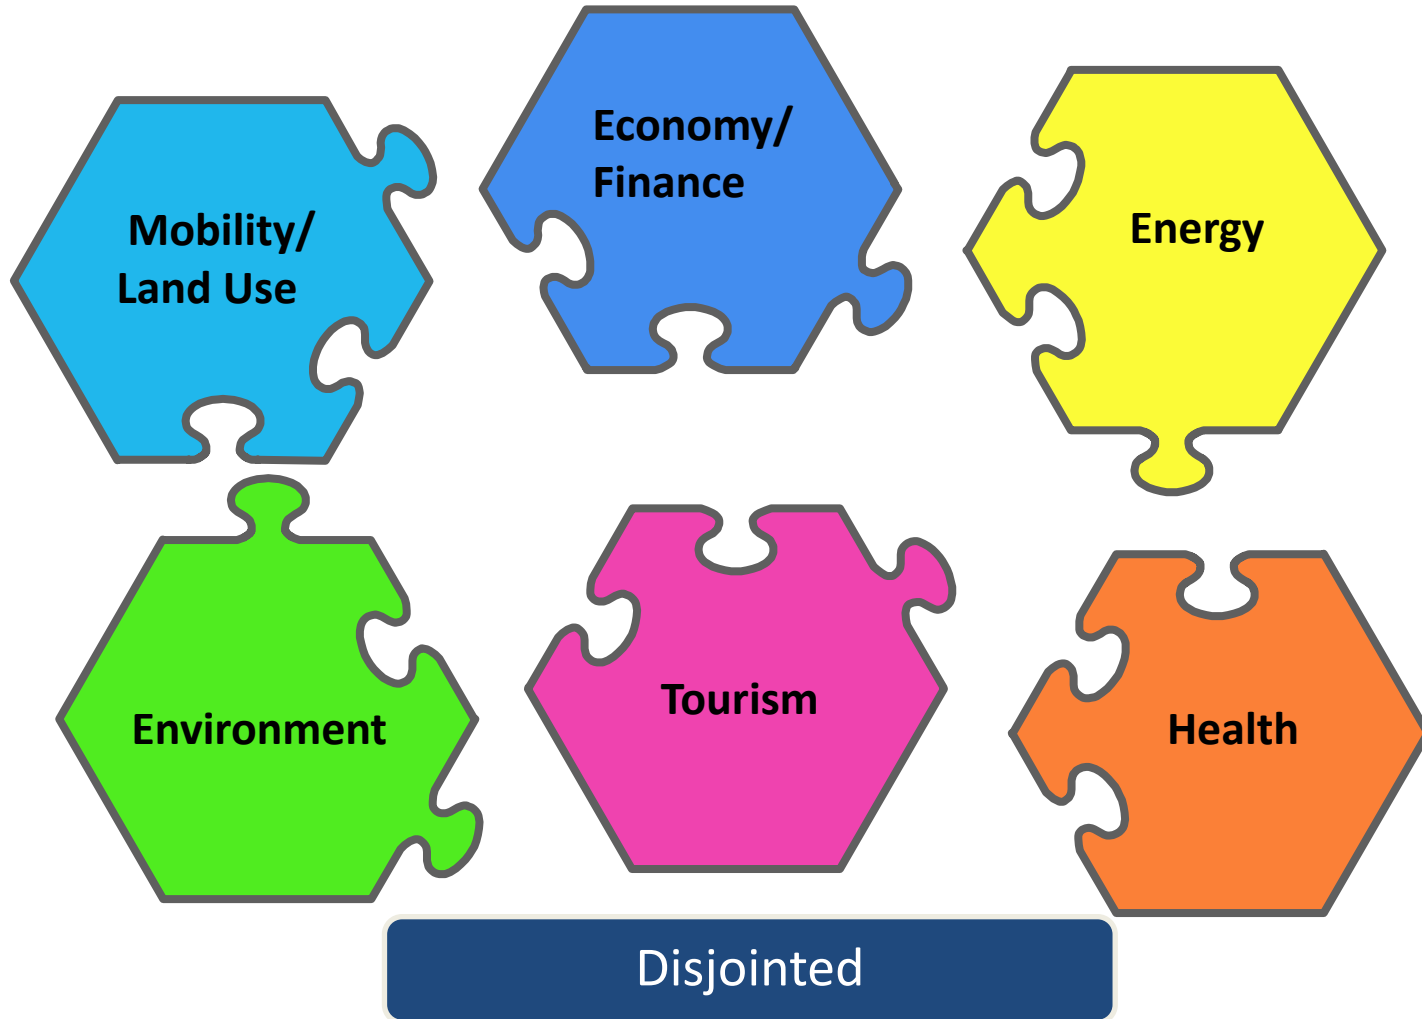 Economy/
Finance
Mobility/
Land Use
Energy
Environment
Tourism
Health
Disjointed